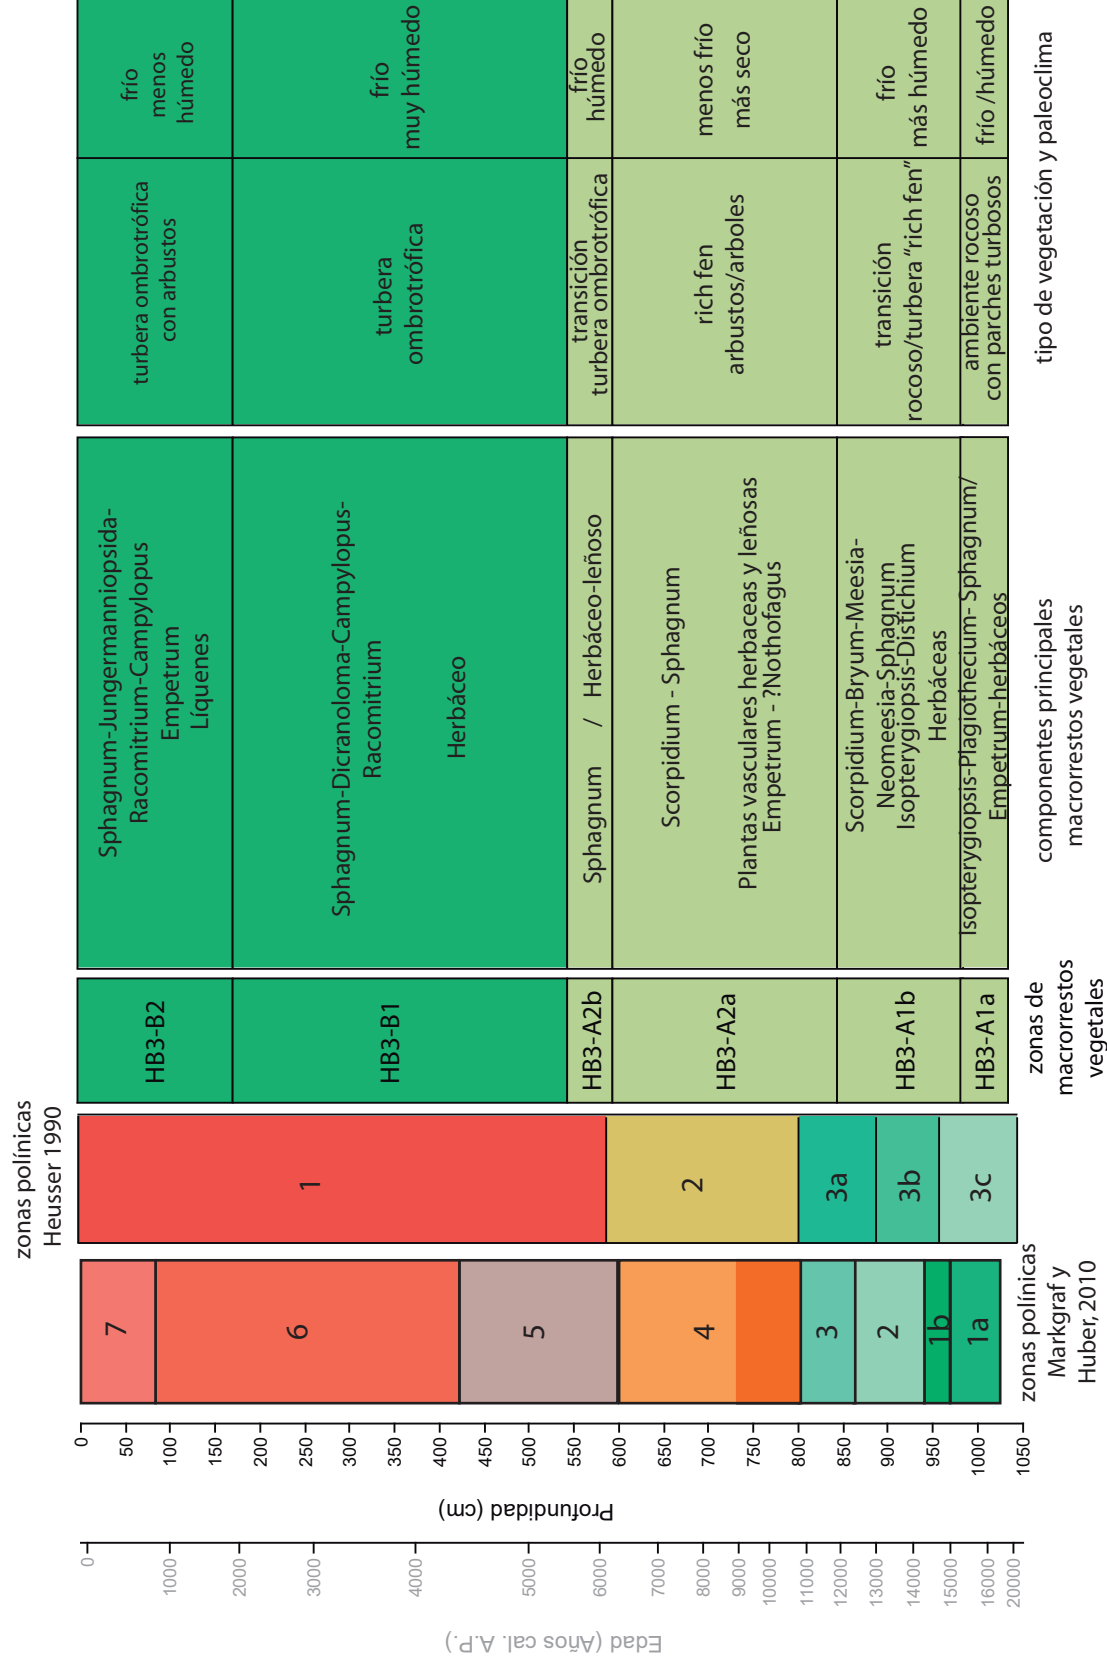 Edad (Años cal. A.P.)
0
1000
2000
3000
4000
5000
6000
7000
8000
9000
10000
11000
12000
13000
14000
15000
16000
20000
Profundidad (cm)
0
50
100
150
200
250
300
350
400
450
500
550
600
650
700
750
800
850
900
950
1000
1050
zonas polínicas
Markgraf y
Huber, 2010
7
6
5
4
3
2
1b
1a
zonas polínicas
Heusser 1990
1
2
3a
3b
3c
zonas de
macrorrestos
vegetales
HB3-B2
HB3-B1
HB3-A2b
HB3-A2a
HB3-A1b
HB3-A1a
componentes principales
macrorrestos vegetales
Sphagnum-Jungermanniopsida-
Racomitrium-Campylopus
Empetrum
Líquenes
Sphagnum-Dicranoloma-Campylopus-
Racomitrium
Herbáceo
Sphagnum / Herbáceo-leñoso
Scorpidium - Sphagnum
Plantas vasculares herbaceas y leñosas
Empetrum - ?Nothofagus
Scorpidium-Bryum-Meesia-
Neomeesia-Sphagnum
Isopterygiopsis-Distichium
Herbáceas
Isopterygiopsis-Plagiothecium- Sphagnum/
Empetrum-herbáceos
tipo de vegetación y paleoclima
turbera ombrotrófica
con arbustos
turbera
ombrotrófica
transición
turbera ombrotrófica
rich fen
arbustos/arboles
transición
rocoso/turbera “rich fen”
ambiente rocoso
con parches turbosos
frío
menos
húmedo
frío
muy húmedo
frío
húmedo
menos frío
más seco
frío
más húmedo
frío /húmedo